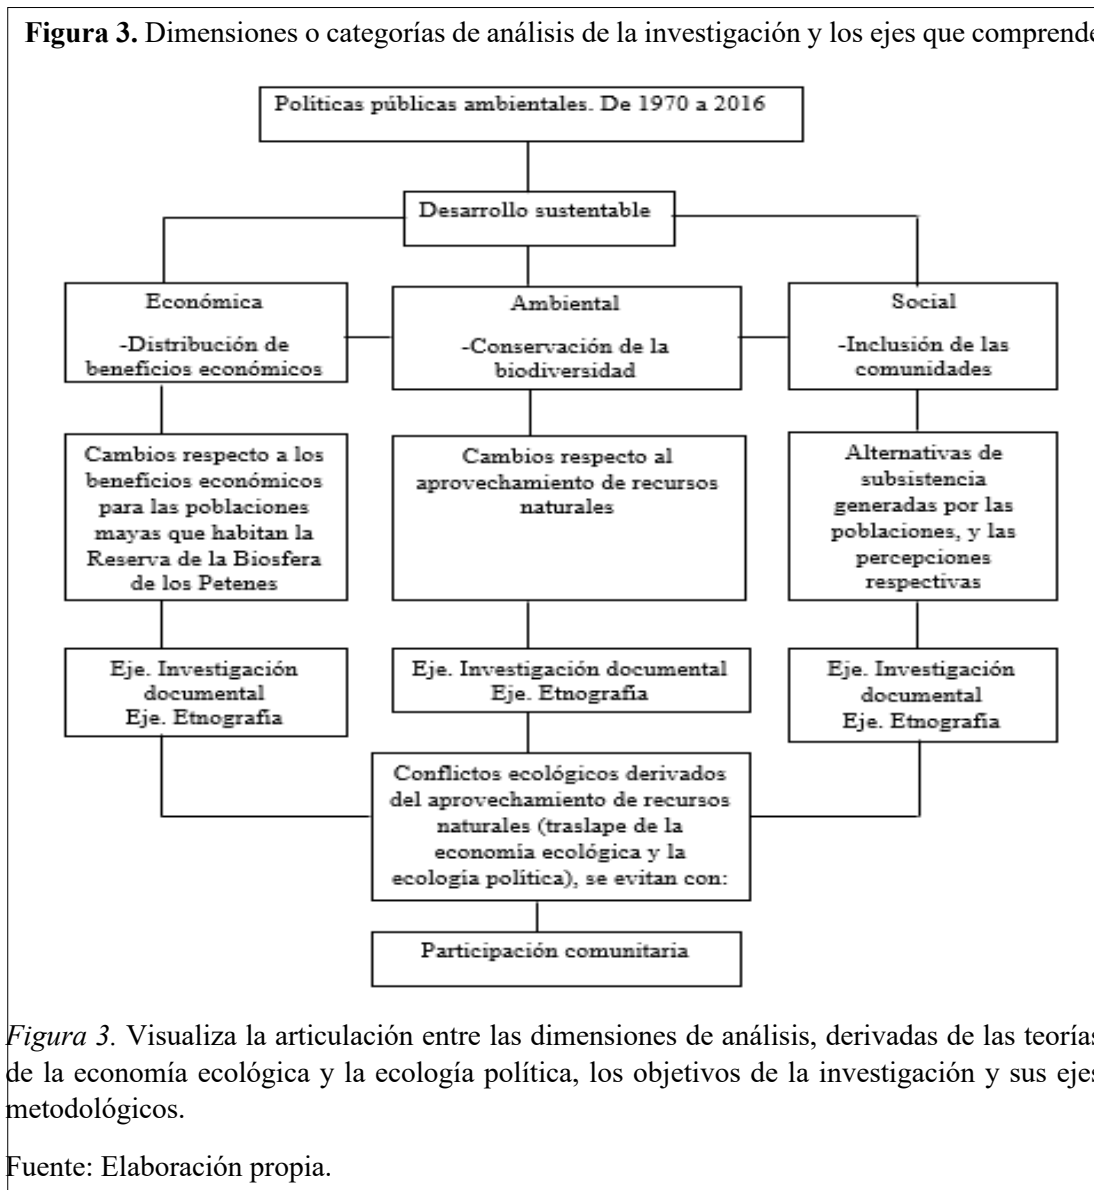 Figura 3. Dimensiones o categorías de análisis de la investigación y los ejes que comprende
Políticas públicas ambientales. De 1970 a 2016
Desarrollo sustentable
Económica
-Distribución de
beneficios económicos
Ambiental
-Conservación de la
biodiversidad
Social
-Inclusión de las
comunidades
Cambios respecto a los
beneficios económicos
para las poblaciones
mayas que habitan la
Reserva de la Biosfera
de los Petenes
Cambios respecto al
aprovechamiento de recursos
naturales
Alternativas de
subsistencia
generadas por las
poblaciones, y las
percepciones
respectivas
Eje. Investigación
documental
Eje. Etnografía
Eje. Investigación documental
Eje. Etnografía
Eje. Investigación
documental
Eje. Etnografía
Conflictos ecológicos derivados
del aprovechamiento de recursos
naturales (traslape de la
economía ecológica y la
ecología política), se evitan con:
Participación comunitaria
Figura 3. Visualiza la articulación entre las dimensiones de análisis, derivadas de las teorías
de la economía ecológica y la ecología política, los objetivos de la investigación y sus ejes
metodológicos.
Fuente: Elaboración propia.